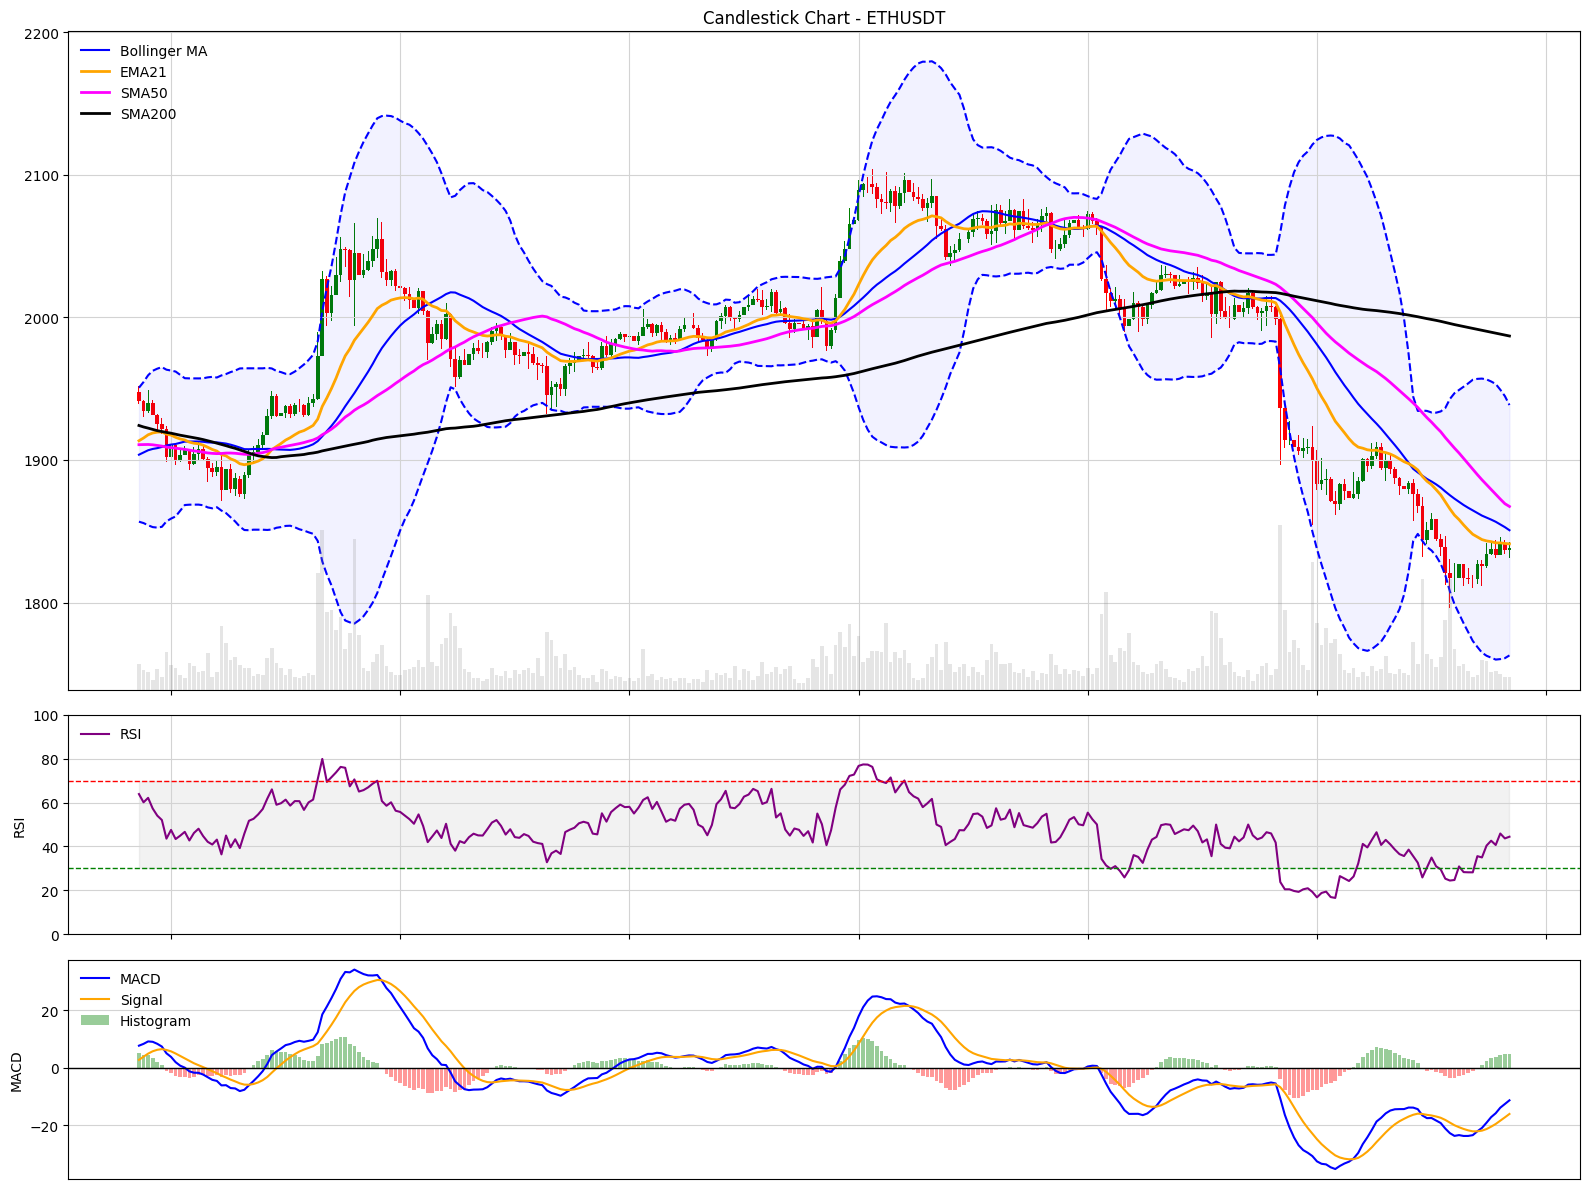 Candlestick Chart - ETHUSDT
2200
2100
2000
1900
1800
Bollinger MA
EMA21
SMA50
SMA200
100
80
60
40
20
0
RSI
RSI
20
0
−20
MACD
MACD
Signal
Histogram